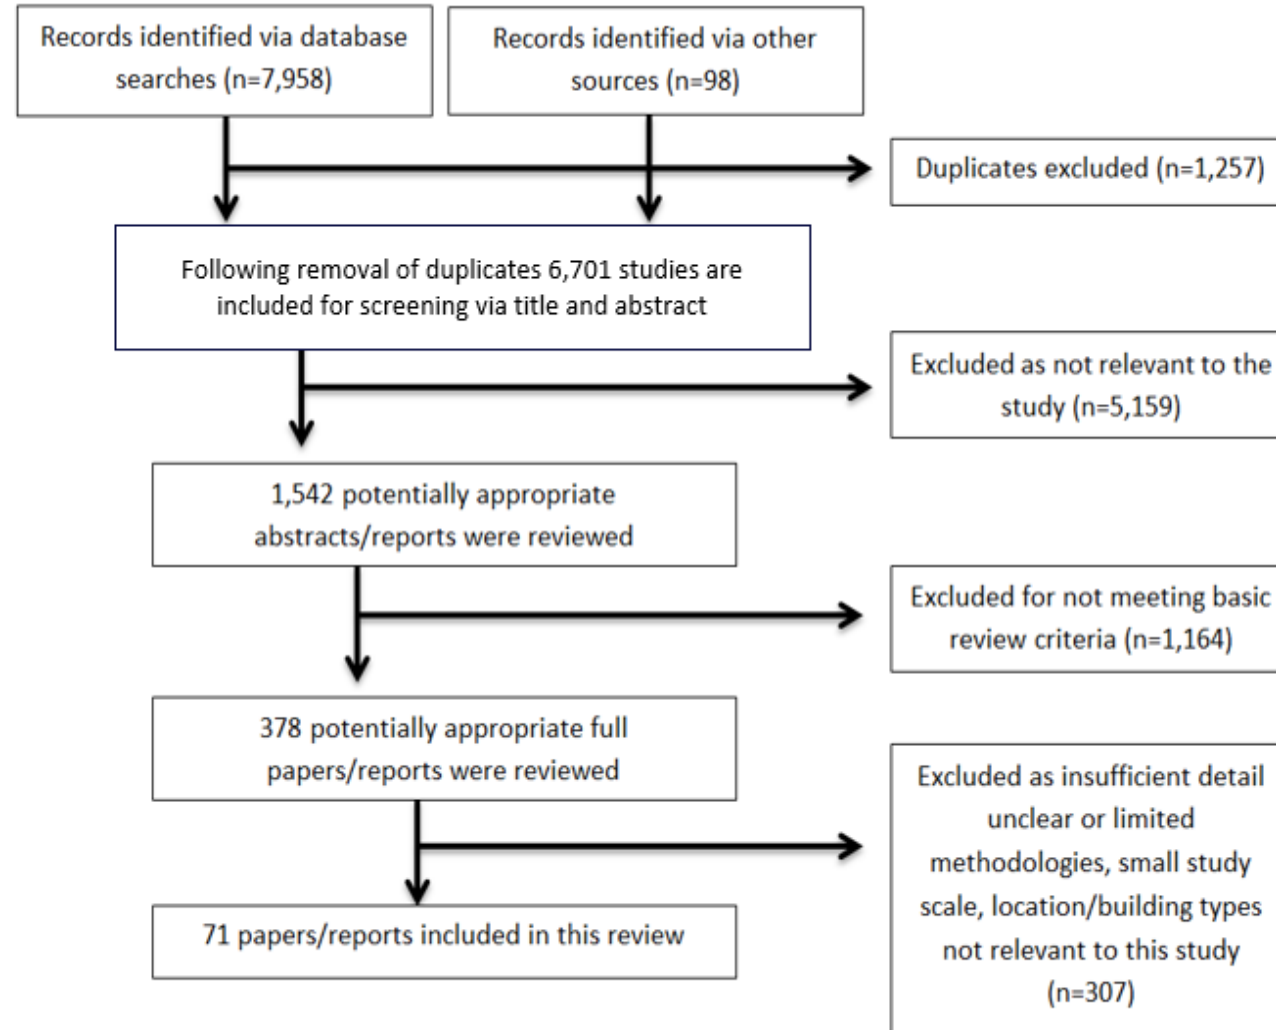 Records identified via database
searches (n=7,958)
Records identified via other
sources (n=98)
Duplicates excluded (n=1,257)
Following removal of duplicates 6,701 studies are
included for screening via title and abstract
Excluded as not relevant to the
study (n=5,159)
1,542 potentially appropriate
abstracts/reports were reviewed
Excluded for not meeting basic
review criteria (n=1,164)
378 potentially appropriate full
papers/reports were reviewed
Excluded as insufficient detail
unclear or limited
methodologies, small study
scale, location/building types
not relevant to this study
(n=307)
71 papers/reports included in this review